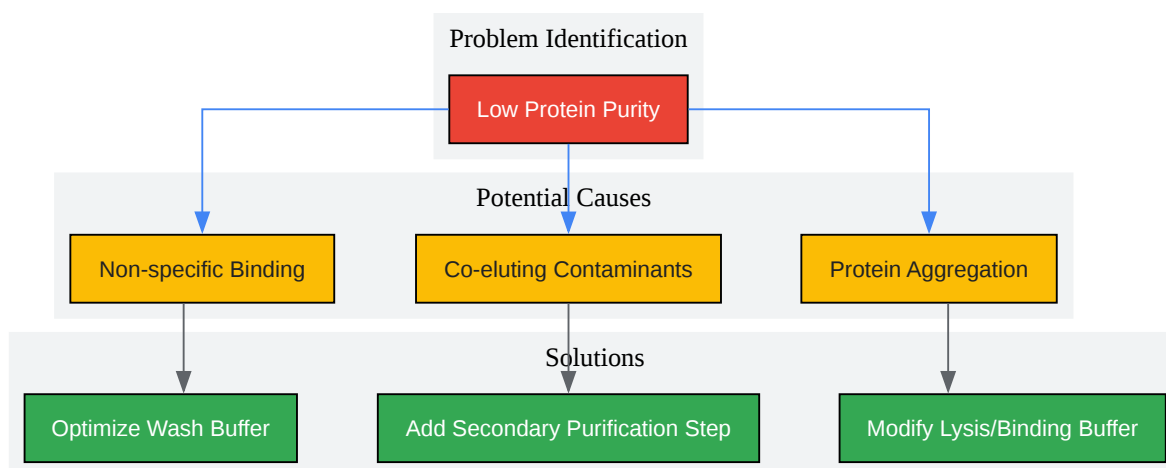 Problem Identification
Low Protein Purity
Potential Causes
Non-specific Binding
Co-eluting Contaminants
Protein Aggregation
Solutions
Optimize Wash Buffer
Add Secondary Purification Step
Modify Lysis/Binding Buffer